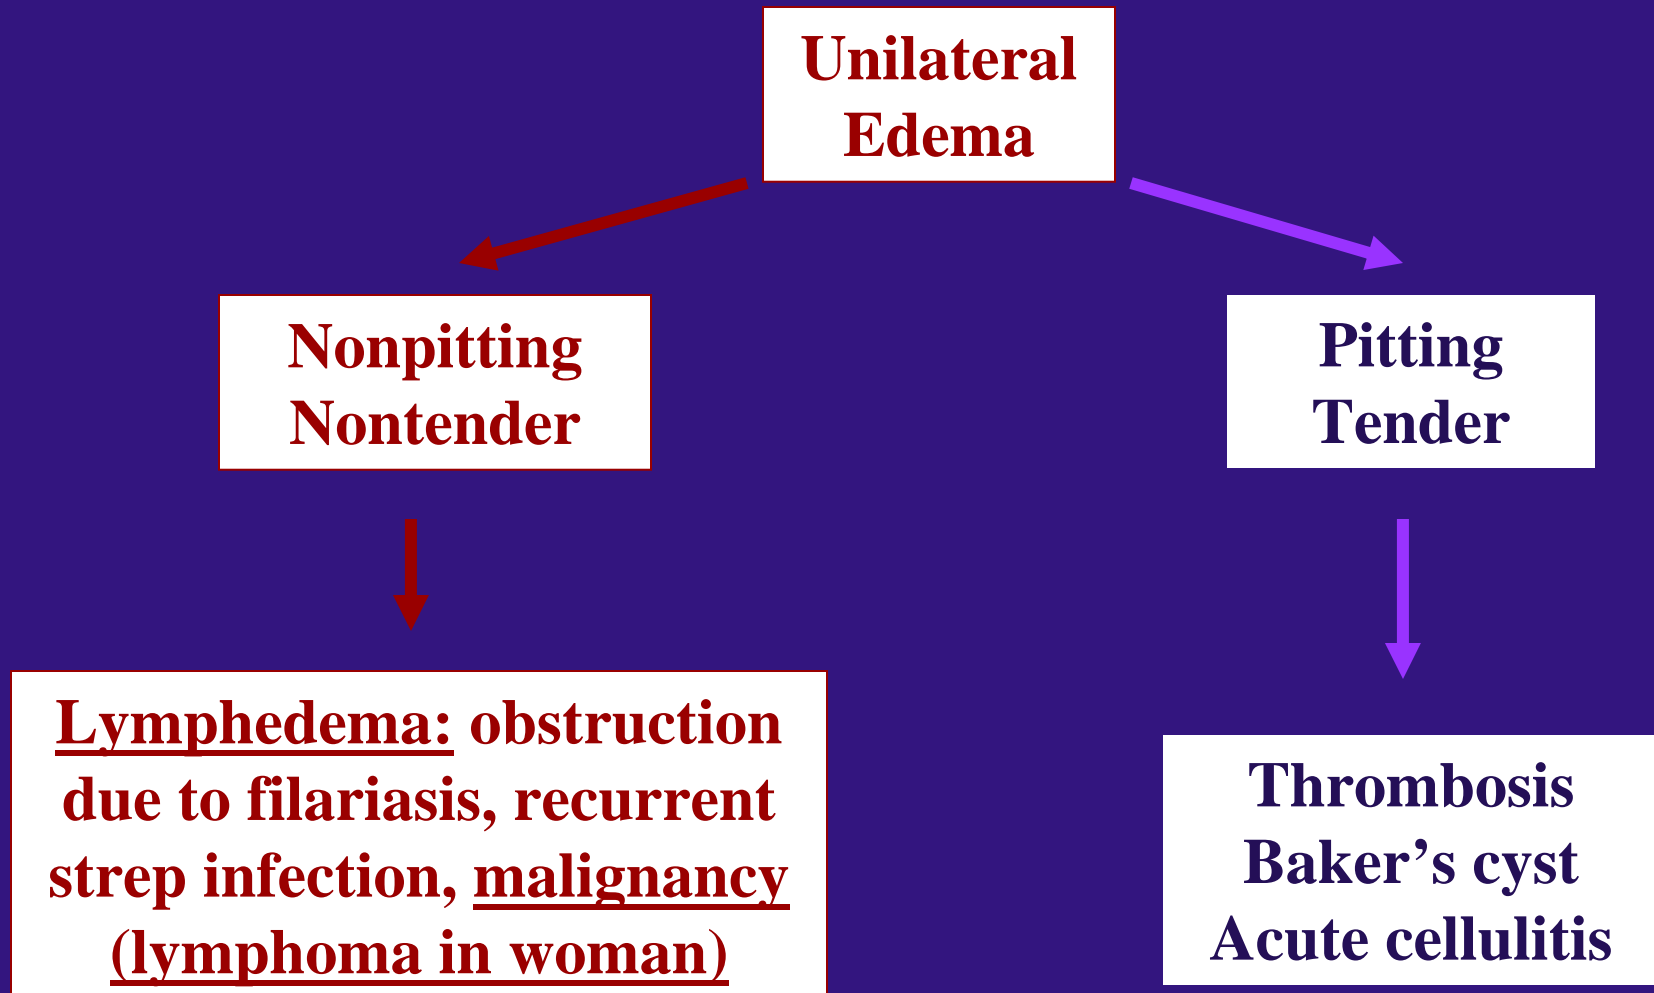 Unilateral
Edema
Nonpitting
Nontender
Pitting
Tender
Lymphedema: obstruction
due to filariasis, recurrent
strep infection, malignancy
(lymphoma in woman)
Thrombosis
Baker’s cyst
Acute cellulitis